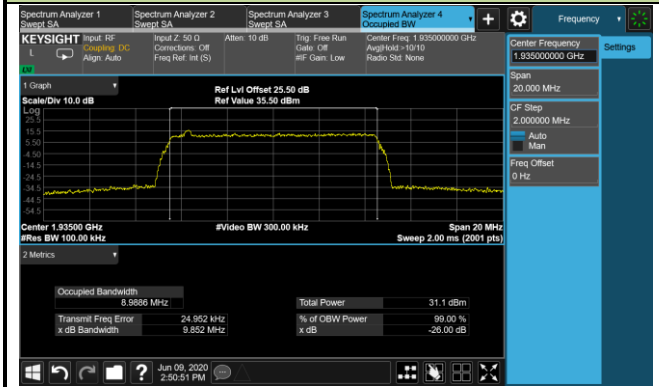 Spectrum Analyzer 1 Swept SA
Spectrum Analyzer 2 Swept SA
Spectrum Analyzer 3 Swept SA
Spectrum Analyzer 4 Occupied BW
+
Frequency
KEYSIGHT Input: RF
Coupling: DC
Align: Auto
L
Input Z: 50 Ω
Corrections: Off
Freq Ref: Int (S)
Atten: 10 dB
Trig: Free Run
Gate: Off
#IF Gain: Low
Center Freq: 1.935000000 GHz
Avg|Hold:>10/10
Radio Std: None
Center Frequency
1.935000000 GHz
Settings
Span
20.000 MHz
CF Step
2.000000 MHz
Auto
Man
Freq Offset
0 Hz
1 Graph
Scale/Div 10.0 dB
Ref Lvl Offset 25.50 dB
Ref Value 35.50 dBm
Log
25.5
15.5
5.50
-4.50
-14.5
-24.5
-34.5
-44.5
-54.5
Center 1.93500 GHz
#Res BW 100.00 kHz
#Video BW 300.00 kHz
Span 20 MHz
Sweep 2.00 ms (2001 pts)
2 Metrics
Occupied Bandwidth
8.9886 MHz
Total Power 31.1 dBm
Transmit Freq Error 24.952 kHz
% of OBW Power 99.00 %
x dB Bandwidth 9.852 MHz
x dB -26.00 dB
?
Jun 09, 2020
2:50:51 PM